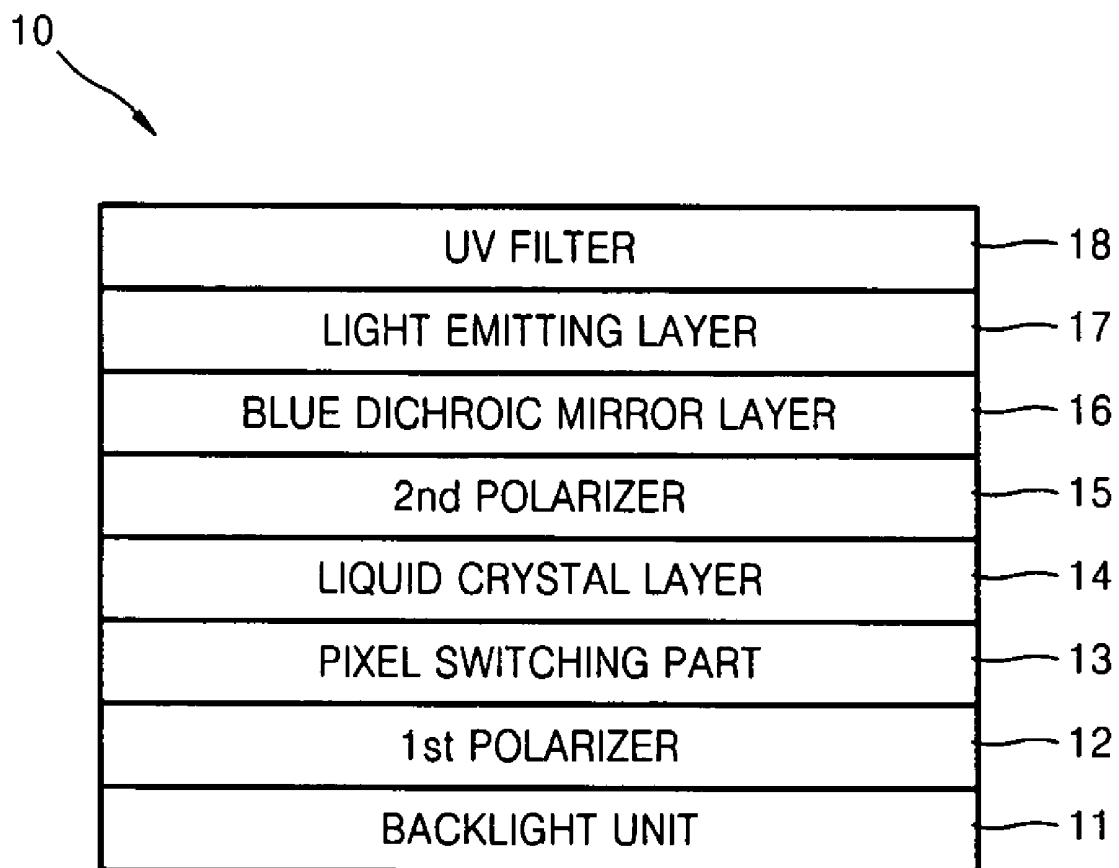 10
UV FILTER 18
LIGHT EMITTING LAYER 17
BLUE DICHROIC MIRROR LAYER 16
2nd POLARIZER 15
LIQUID CRYSTAL LAYER 14
PIXEL SWITCHING PART 13
1st POLARIZER 12
BACKLIGHT UNIT 11